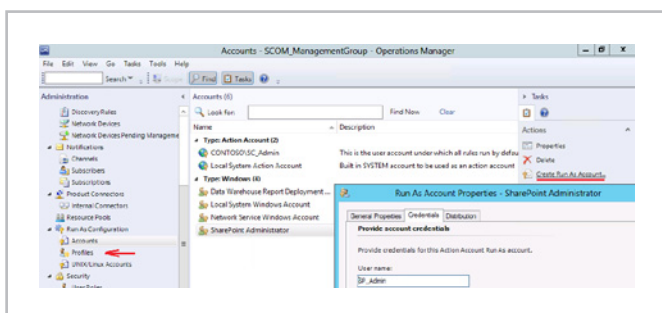 Accounts - SCOM_ManagementGroup - Operations Manager
File Edit View Go Tasks Tools Help
Search Scope Find Tasks
Administration
Discovery Rules
Network Devices
Network Devices Pending Manageme
Notifications
Channels
Subscribers
Subscriptions
Product Connectors
Internal Connectors
Resource Pools
Run As Configuration
Accounts
Profiles
UNIX/Linux Accounts
Security
User Roles
Accounts (6)
Look for: Find Now Clear
Name Description
Type: Action Account (2)
CONTOSO\SC_Admin This is the user account under which all rules run by defau
Local System Action Account Built in SYSTEM account to be used as an action account
Type: Windows (4)
Data Warehouse Report Deployment ...
Local System Windows Account
Network Service Windows Account
SharePoint Administrator
Run As Account Properties - SharePoint Administrator
General Properties Credentials Distribution
Provide account credentials
Provide credentials for this Action Account Run As account.
User name:
SP_Admin
Tasks
Actions
Properties
Delete
Create Run As Account...